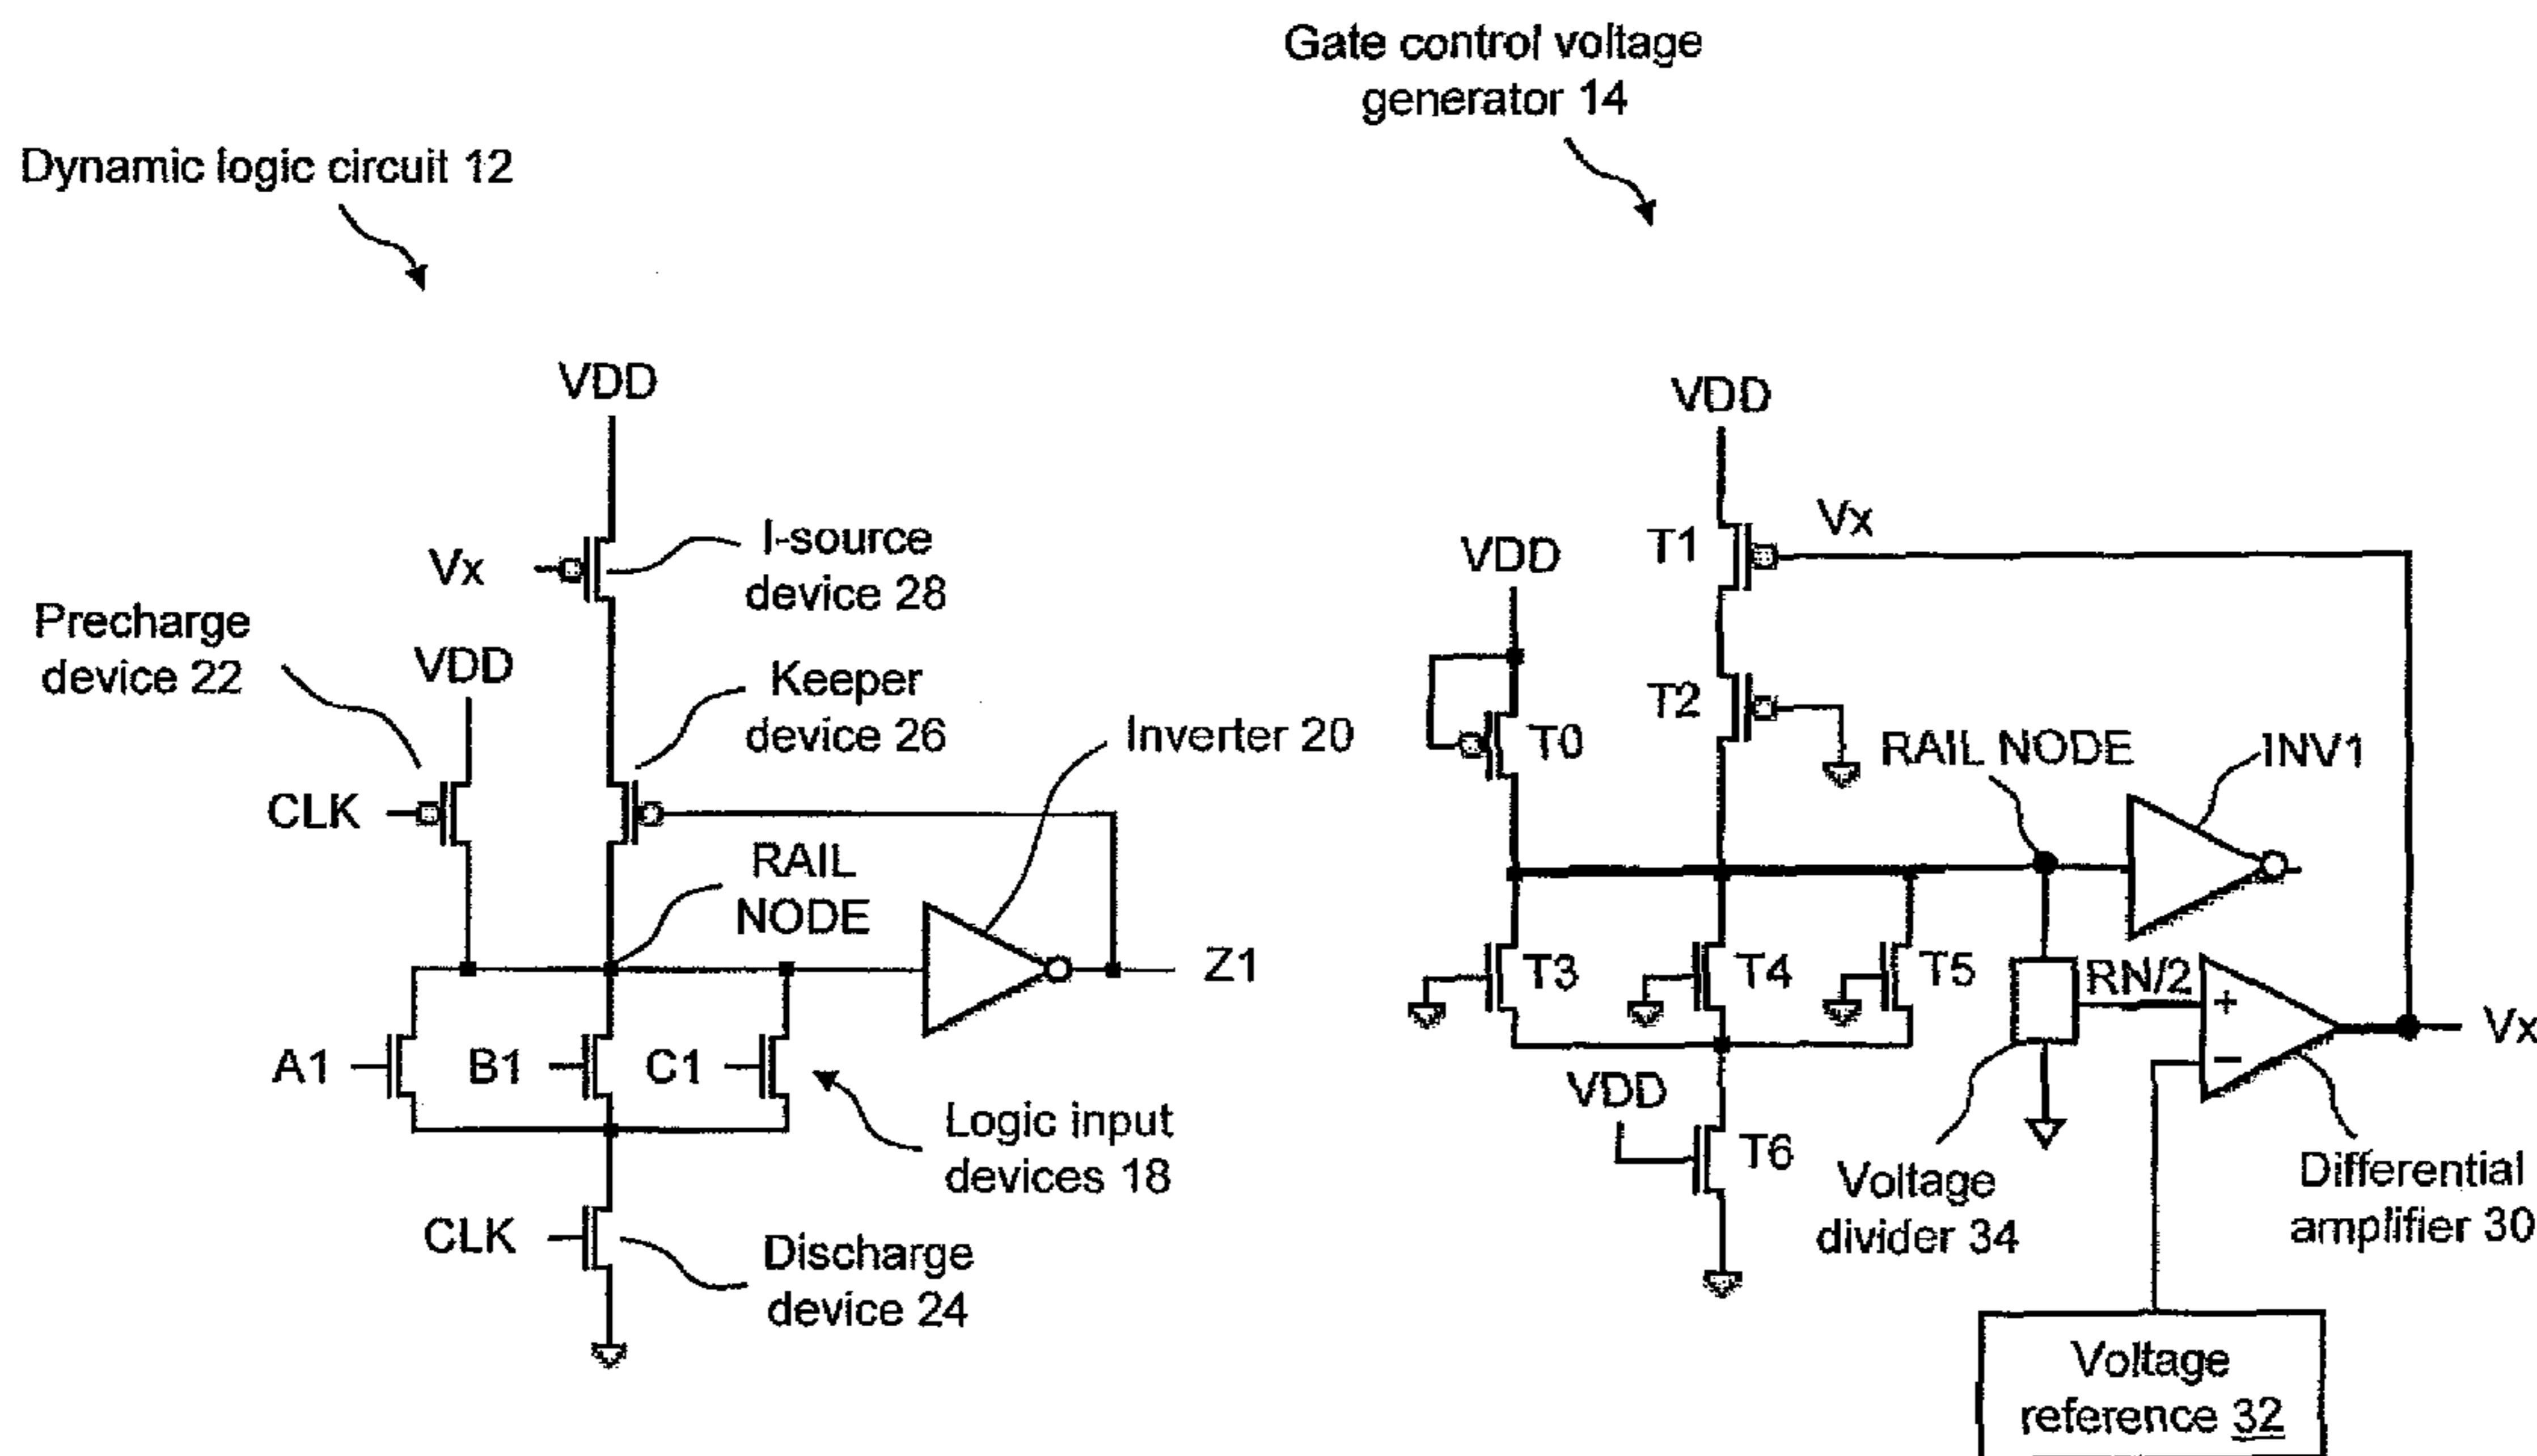 Gate control voltage
generator 14
Dynamic logic circuit 12
VDD
Vx
I-source
device 28
Precharge
device 22
VDD
Keeper
device 26
Inverter 20
CLK
RAIL
NODE
Z1
A1
B1
C1
Logic input
devices 18
CLK
Discharge
device 24
VDD
T1
Vx
VDD
T2
T0
RAIL NODE
INV1
T3
T4
T5
RN/2
+
−
Vx
VDD
T6
Voltage
divider 34
Differential
amplifier 30
Voltage
reference 32